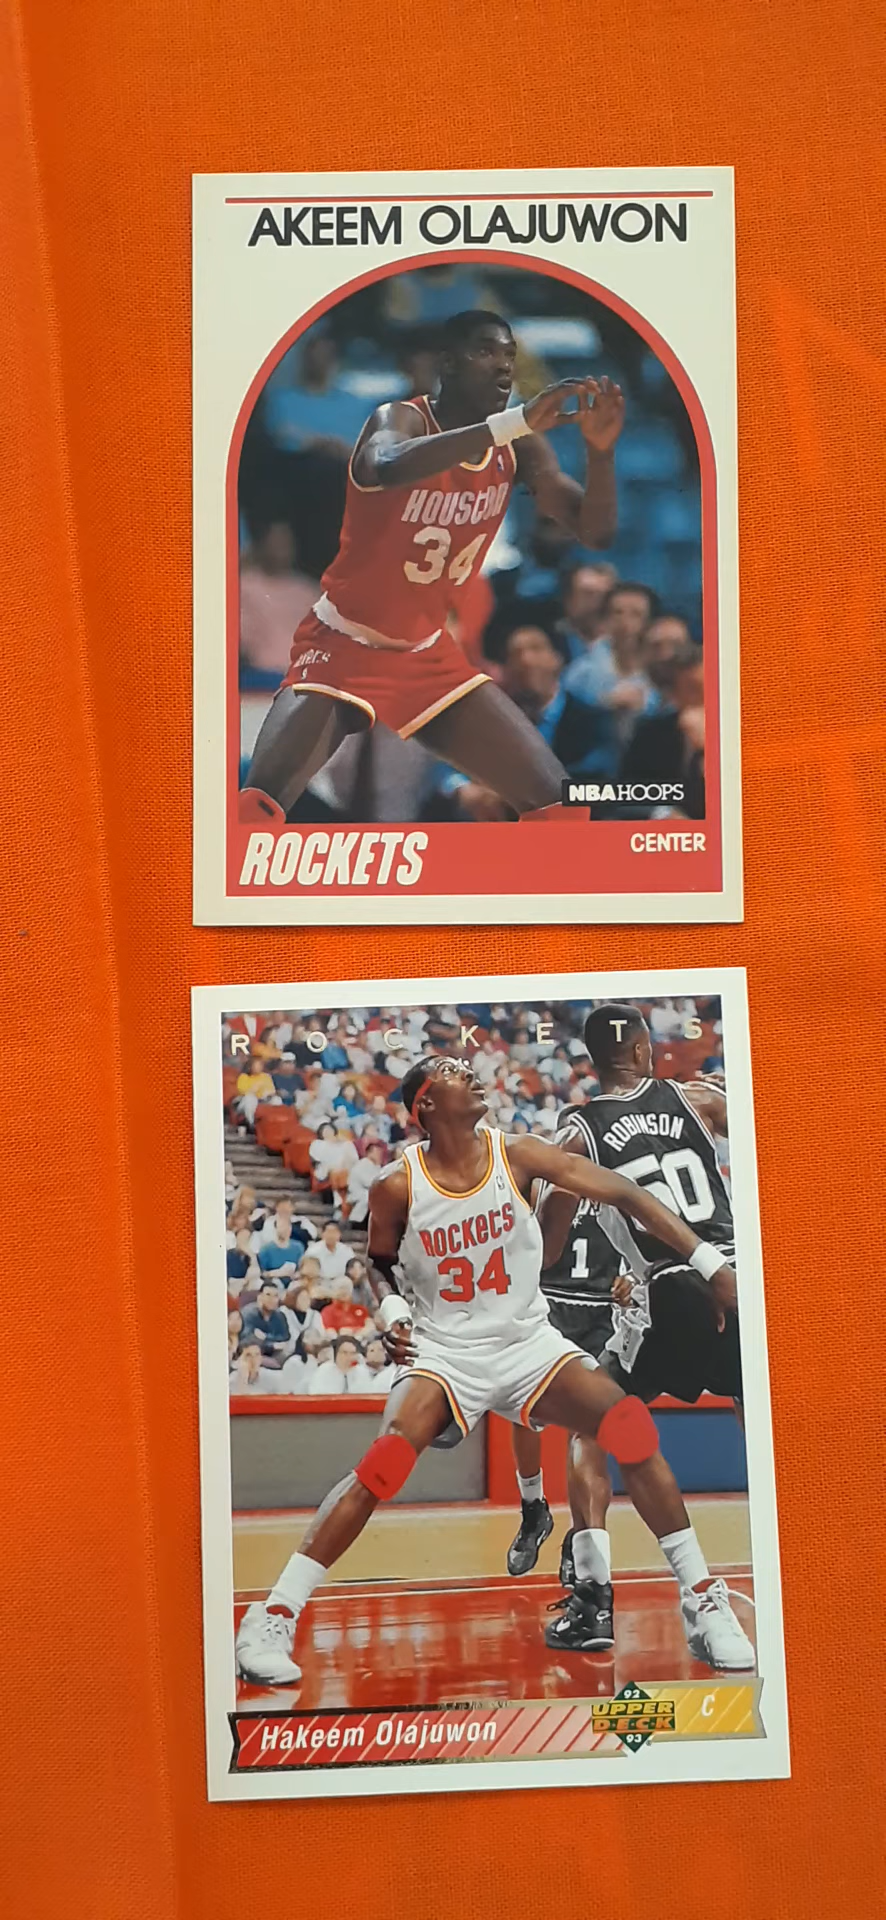 AKEEM OLAJUWON
HOUSTON
34
NBA HOOPS
ROCKETS
CENTER
ROCKETS
ROBINSON
50
ROCKETS
34
1
92
UPPER
DECK
93
C
Hakeem Olajuwon